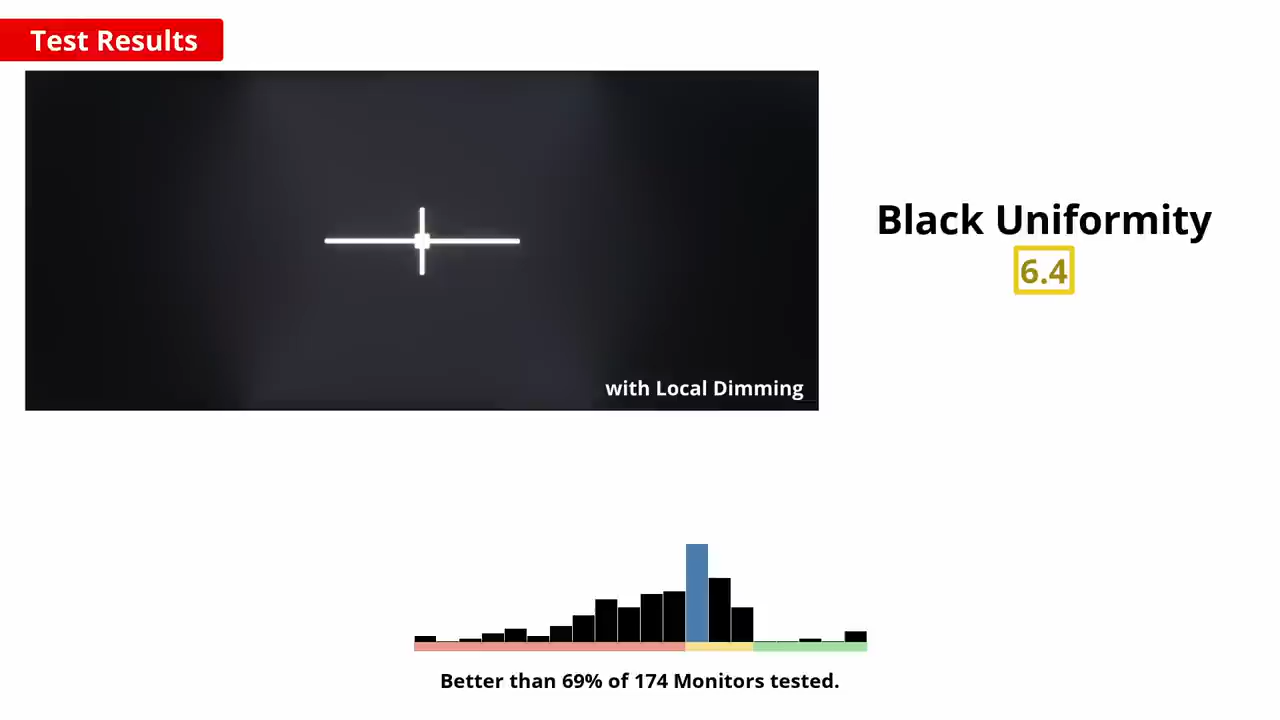 Test Results
Black Uniformity
6.4
with Local Dimming
Better than 69% of 174 Monitors tested.